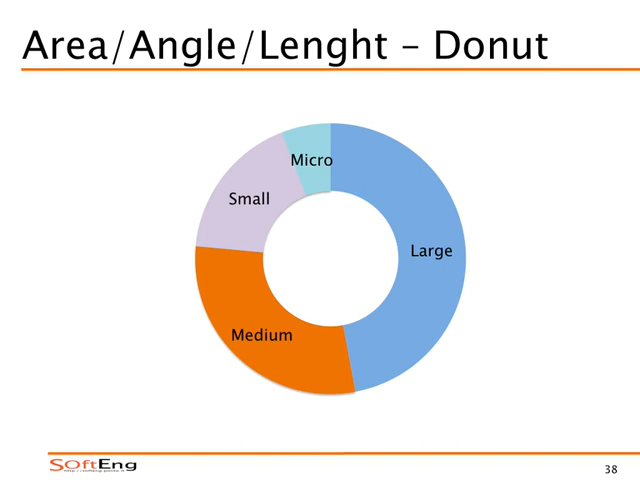 Area/Angle/Lenght – Donut
Micro
Small
Large
Medium
SOftEng
38